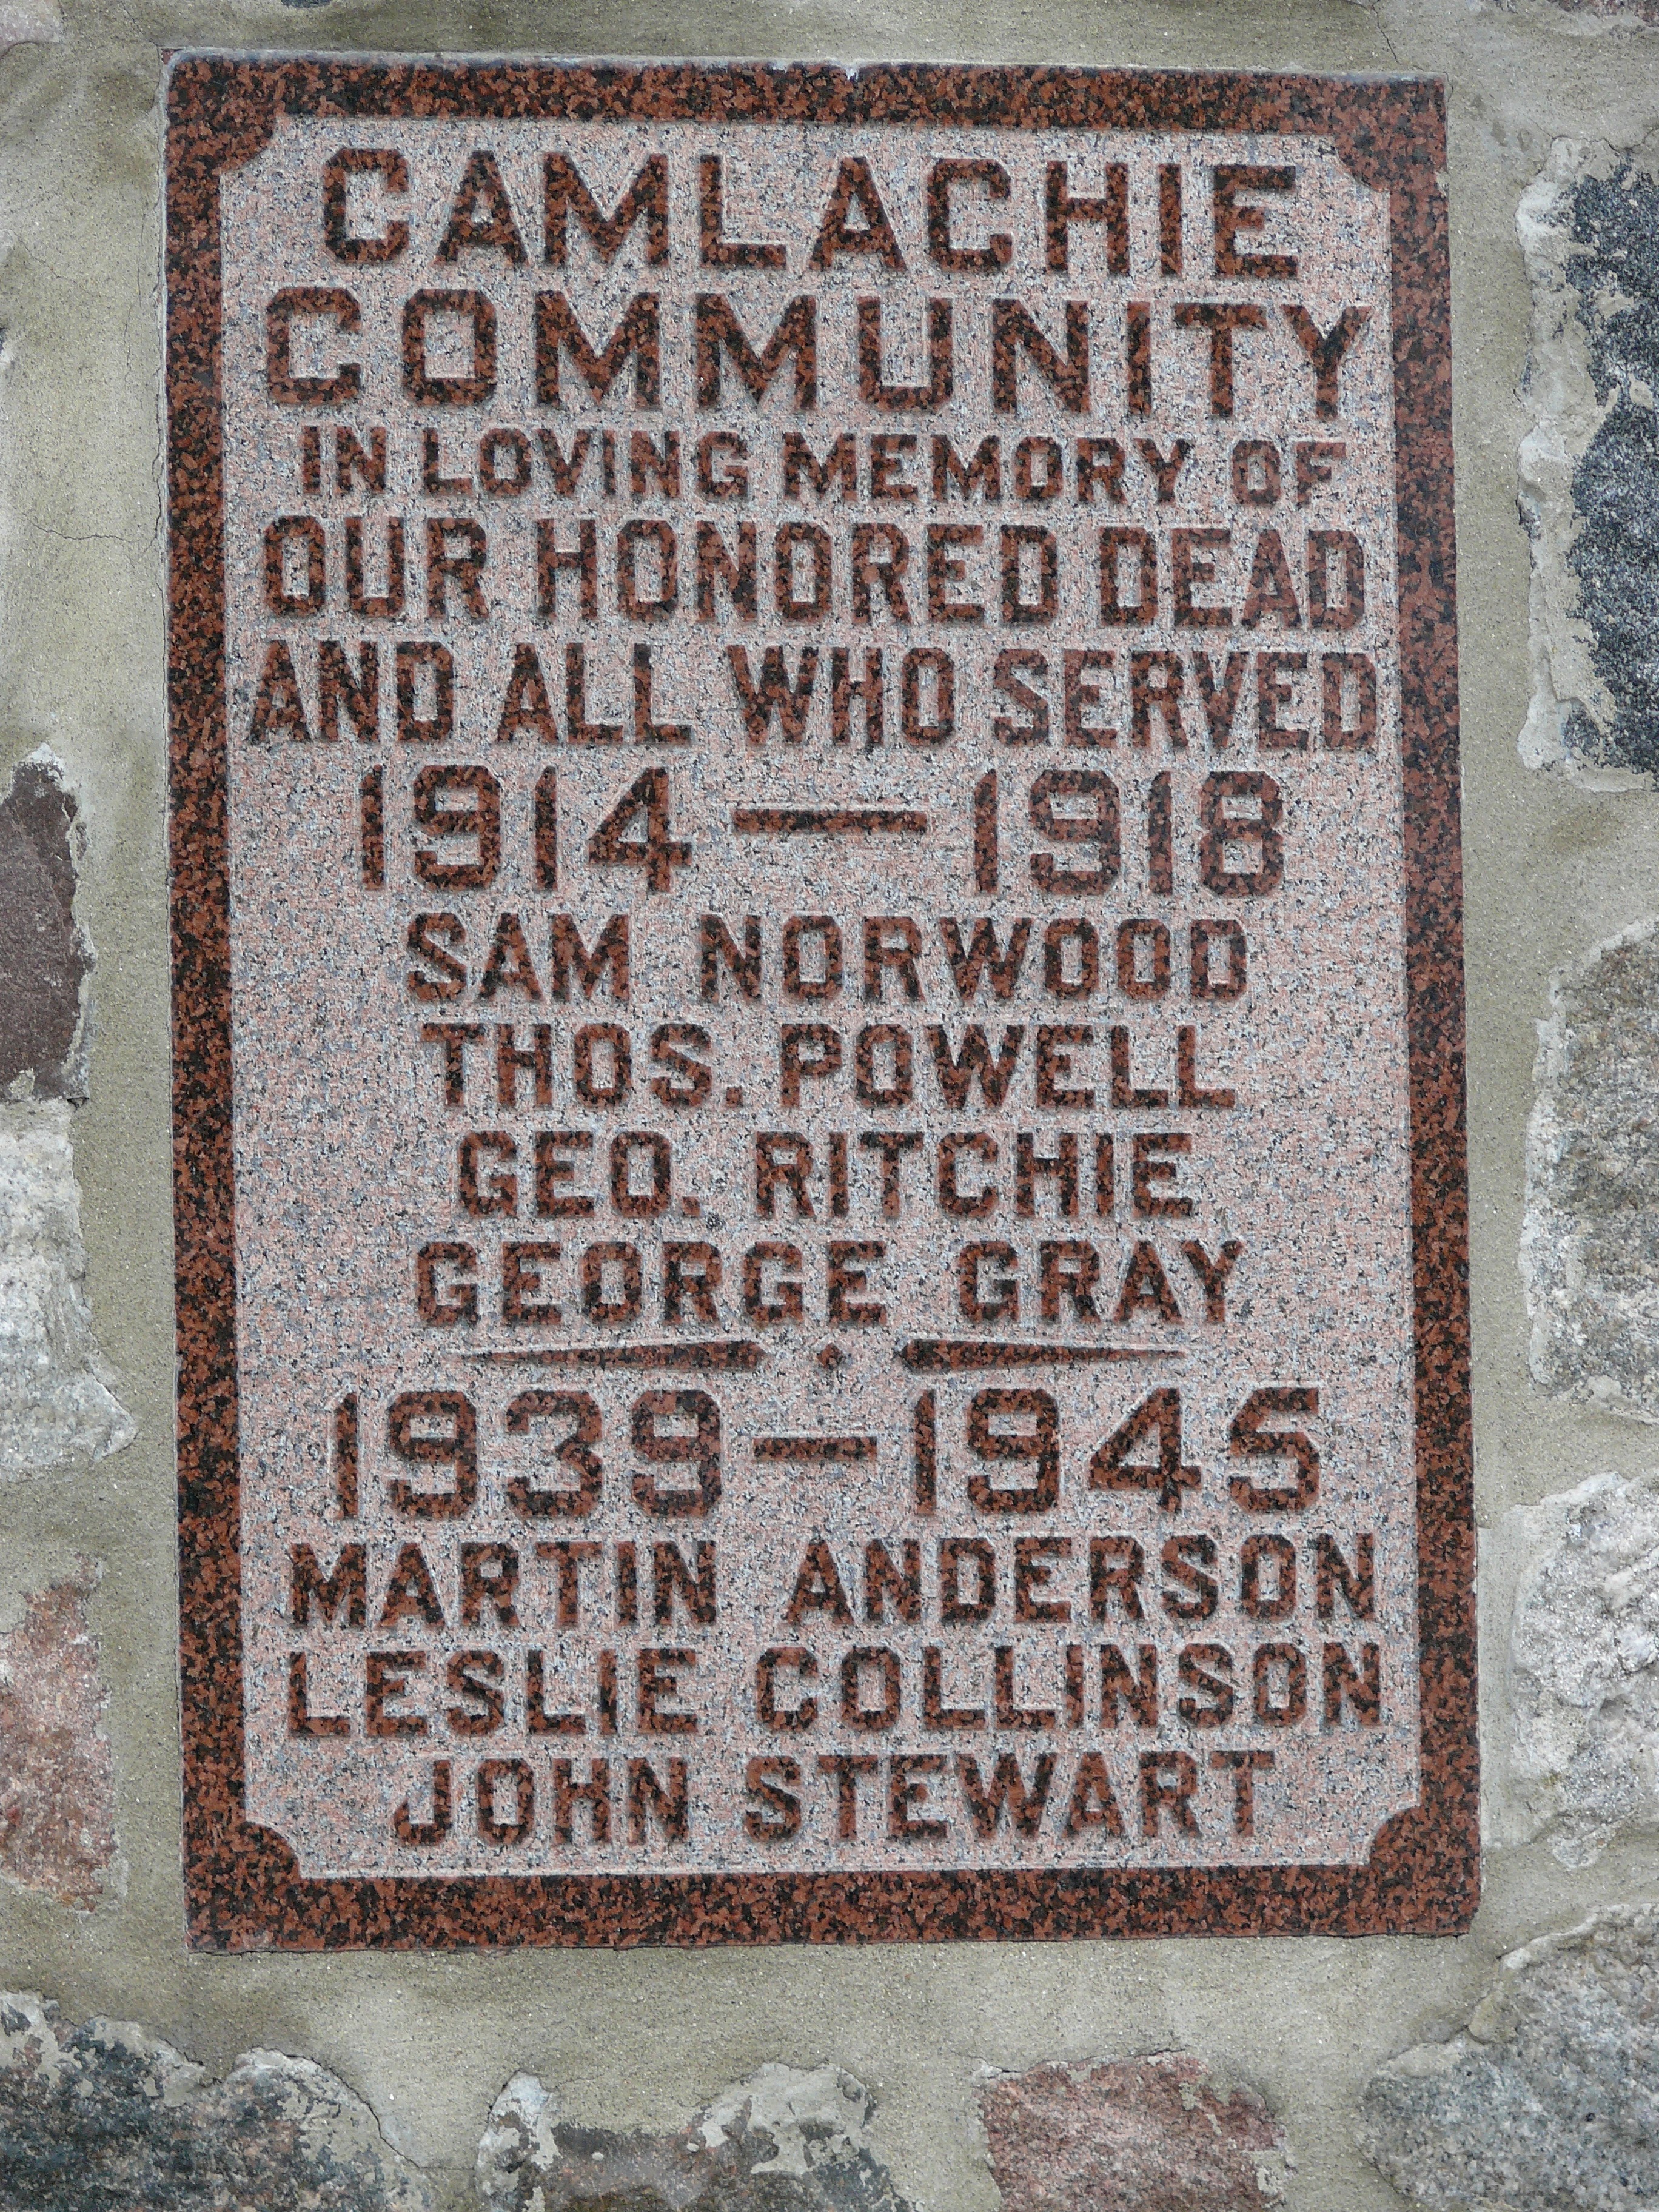 CAMLACHIE
COMMUNITY
IN LOVING MEMORY OF
OUR HONORED DEAD
AND ALL WHO SERVED
1914 — 1918
SAM NORWOOD
THOS. POWELL
GEO. RITCHIE
GEORGE GRAY
1939 — 1945
MARTIN ANDERSON
LESLIE COLLINSON
JOHN STEWART